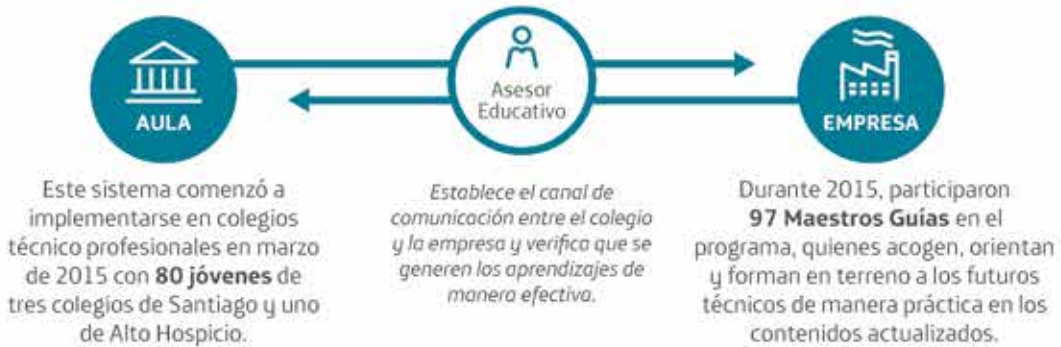 AULA
Este sistema comenzó a
implementarse en colegios
técnico profesionales en marzo
de 2015 con 80 jóvenes de
tres colegios de Santiago y uno
de Alto Hospicio.
Asesor
Educativo
Establece el canal de
comunicación entre el colegio
y la empresa y verifica que se
generen los aprendizajes de
manera efectiva.
EMPRESA
Durante 2015, participaron
97 Maestros Guías en el
programa, quienes acogen, orientan
y forman en terreno a los futuros
técnicos de manera práctica en los
contenidos actualizados.